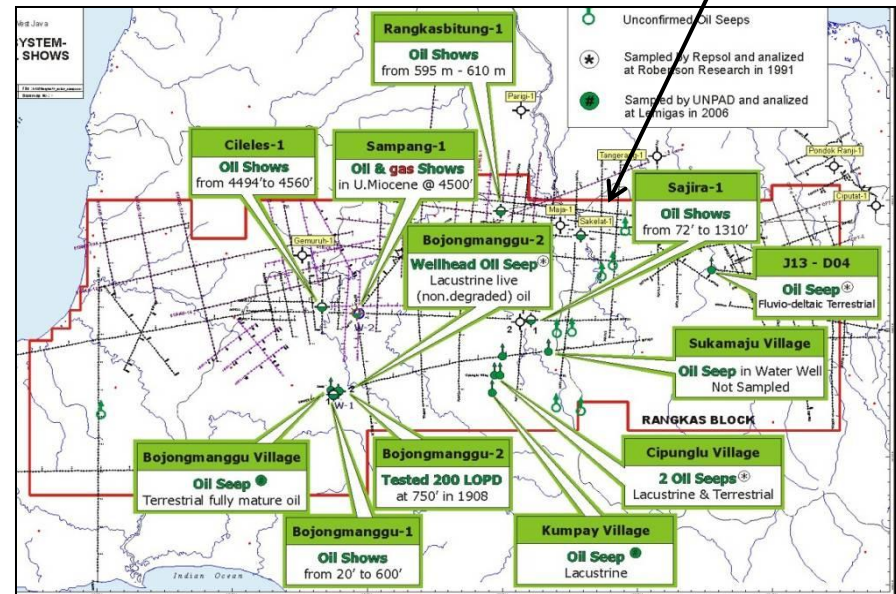 West Java
YSTEM-
L SHOWS
Unconfirmed Oil Seeps
Sampled by Repsol and analized
at Robertson Research in 1991
Sampled by UNPAD and analized
at Lemigas in 2006
Rangkasbitung-1
Oil Shows
from 595 m - 610 m
Parigi-1
Cileles-1
Oil Shows
from 4494'to 4560'
Sampang-1
Oil & gas Shows
in U.Miocene @ 4500'
Tangerang-1
Pondok Ranji-1
Ciputat-1
Sajira-1
Oil Shows
from 72' to 1310'
Maja-1
Sakelat-1
Gemuruh-1
Bojongmanggu-2
Wellhead Oil Seep
Lacustrine live
(non.degraded) oil
J13 - D04
Oil Seep
Fluvio-deltaic Terrestrial
W-2
2
Sukamaju Village
Oil Seep in Water Well
Not Sampled
2
W-1
RANGKAS BLOCK
Bojongmanggu Village
Oil Seep #
Terrestrial fully mature oil
Bojongmanggu-2
Tested 200 LOPD
at 750' in 1908
Cipunglu Village
2 Oil Seeps
Lacustrine & Terrestrial
Bojongmanggu-1
Oil Shows
from 20' to 600'
Kumpay Village
Oil Seep #
Lacustrine
Indian Ocean